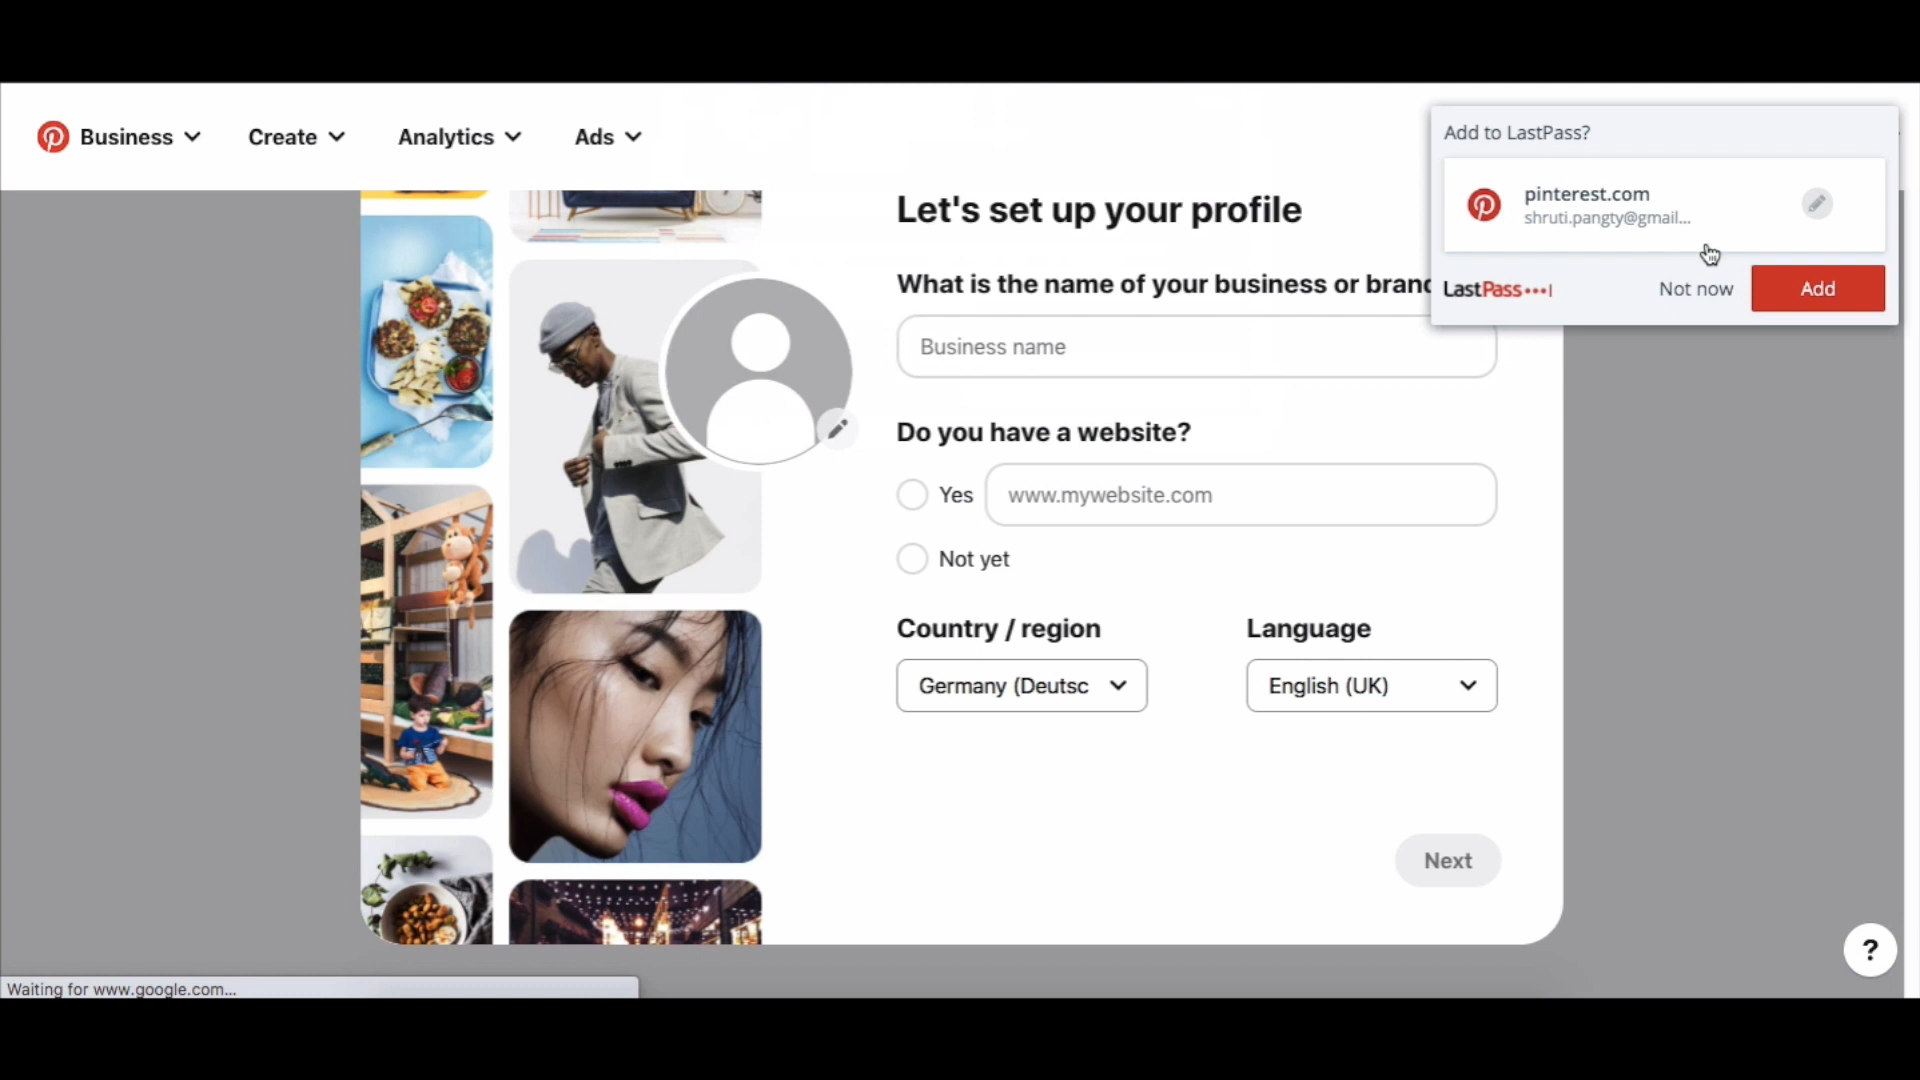 Business
Create
Analytics
Ads
Add to LastPass?
pinterest.com
shruti.pangty@gmail...
LastPass
Not now
Add
Let's set up your profile
What is the name of your business or brand
Business name
Do you have a website?
Yes
www.mywebsite.com
Not yet
Country / region
Language
Germany (Deutsc
English (UK)
Next
?
Waiting for www.google.com...